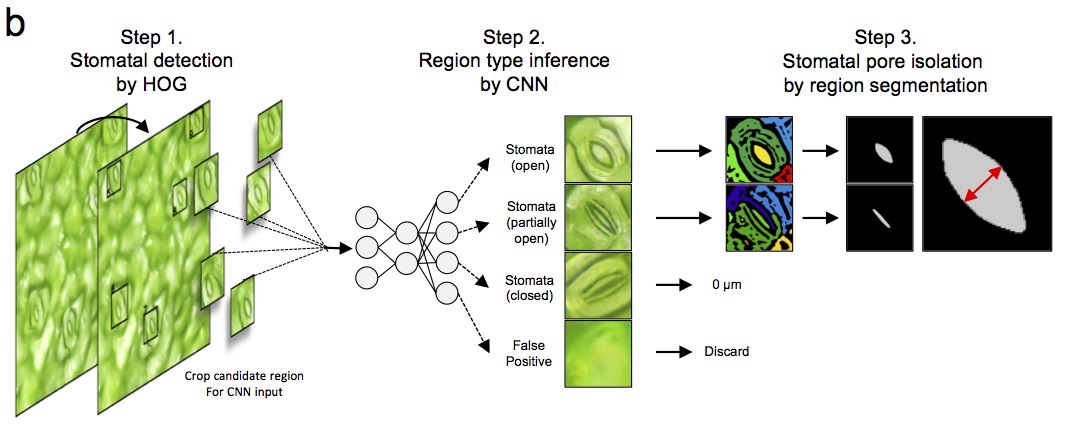 b
Step 1.
Stomatal detection
by HOG
Step 2.
Region type inference
by CNN
Step 3.
Stomatal pore isolation
by region segmentation
Stomata
(open)
Stomata
(partially
open)
Stomata
(closed)
0 µm
False
Positive
Discard
Crop candidate region
For CNN input